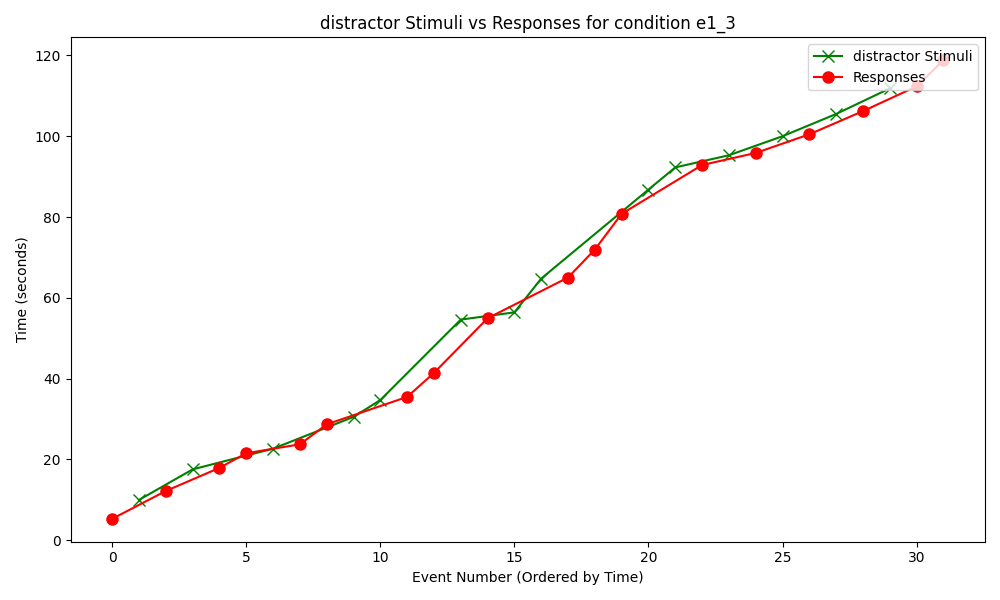 distractor Stimuli vs Responses for condition e1_3
distractor Stimuli
Responses
Time (seconds)
120
100
80
60
40
20
0
0 5 10 15 20 25 30
Event Number (Ordered by Time)